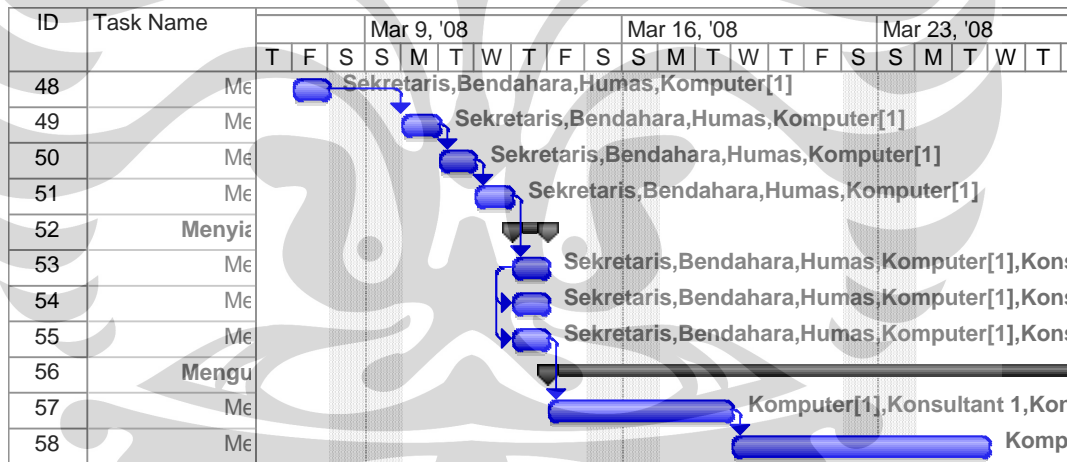 ID Task Name Mar 9, '08 Mar 16, '08 Mar 23, '08
T F S S M T W T F S S M T W T F S S M T W T
48 Me Sekretaris,Bendahara,Humas,Komputer[1]
49 Me Sekretaris,Bendahara,Humas,Komputer[1]
50 Me Sekretaris,Bendahara,Humas,Komputer[1]
51 Me Sekretaris,Bendahara,Humas,Komputer[1]
52 Menyia
53 Me Sekretaris,Bendahara,Humas,Komputer[1],Kons
54 Me Sekretaris,Bendahara,Humas,Komputer[1],Kons
55 Me Sekretaris,Bendahara,Humas,Komputer[1],Kons
56 Mengu
57 Me Komputer[1],Konsultant 1,Kon
58 Me Komp